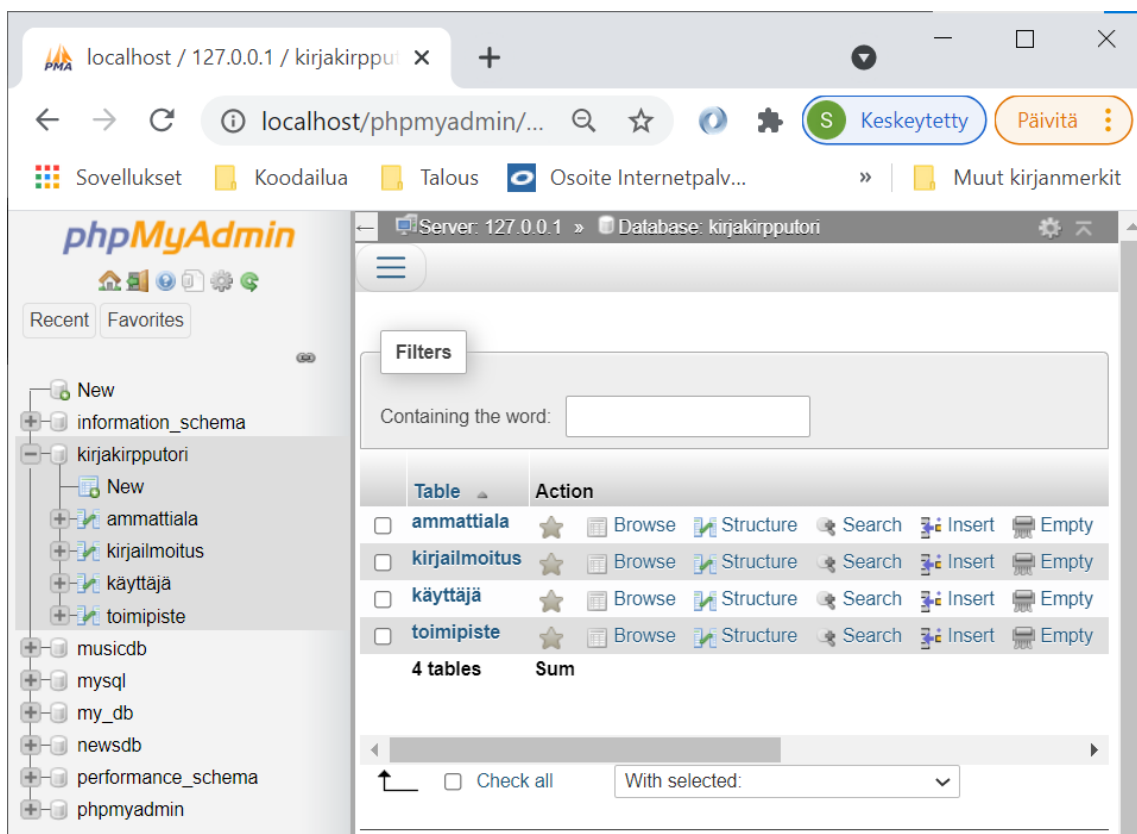 localhost / 127.0.0.1 / kirjakirpput
localhost/phpmyadmin/...
S Keskeytetty
Päivitä
Sovellukset
Koodailua
Talous
Osoite Internetpalv...
»
Muut kirjanmerkit
phpMyAdmin
Recent
Favorites
New
information_schema
kirjakirpputori
New
ammattiala
kirjailmoitus
käyttäjä
toimipiste
musicdb
mysql
my_db
newsdb
performance_schema
phpmyadmin
Server: 127.0.0.1 » Database: kirjakirpputori
Filters
Containing the word:
Table Action
ammattiala Browse Structure Search Insert Empty
kirjailmoitus Browse Structure Search Insert Empty
käyttäjä Browse Structure Search Insert Empty
toimipiste Browse Structure Search Insert Empty
4 tables Sum
Check all
With selected: